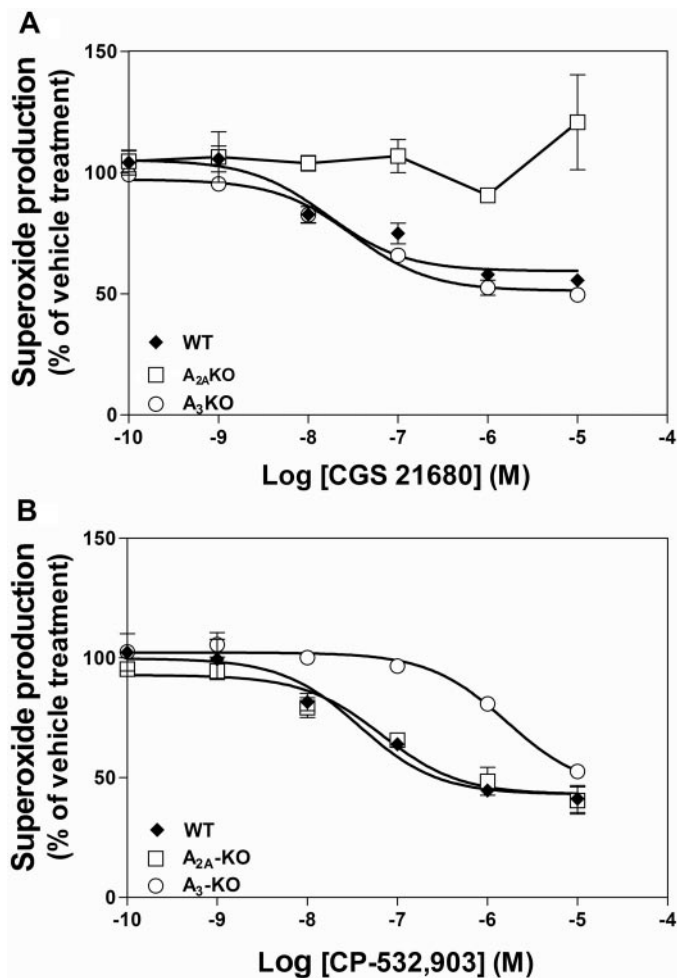 A
Superoxide production
(% of vehicle treatment)
150
100
50
0
WT
A2AKO
A3KO
-10 -9 -8 -7 -6 -5 -4
Log [CGS 21680] (M)
B
Superoxide production
(% of vehicle treatment)
150
100
50
0
WT
A2A-KO
A3-KO
-10 -9 -8 -7 -6 -5 -4
Log [CP-532,903] (M)